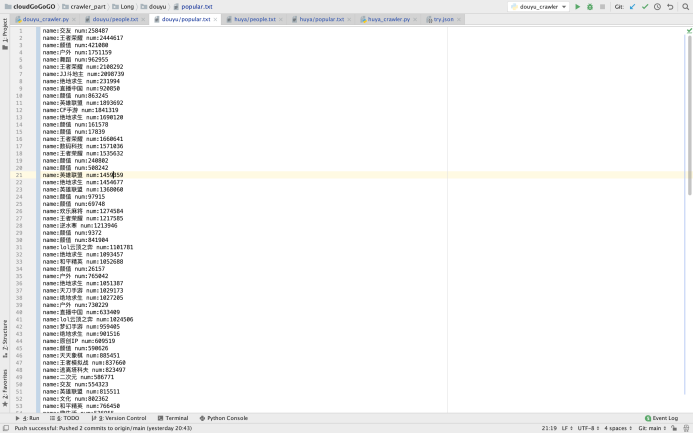 cloudGoGoGO crawler_part Long douyu popular.txt douyu_crawler Git:
douyu_crawler.py douyu/people.txt douyu/popular.txt huya/people.txt huya/popular.txt huya_crawler.py try.json
1: Project
1 name:交友 num:258487
2 name:王者荣耀 num:2444617
3 name:颜值 num:421080
4 name:户外 num:1751159
5 name:舞蹈 num:962955
6 name:王者荣耀 num:2108292
7 name:JJ斗地主 num:2098739
8 name:绝地求生 num:231994
9 name:直播中国 num:920850
10 name:颜值 num:863245
11 name:英雄联盟 num:1893692
12 name:CF手游 num:1841319
13 name:绝地求生 num:1690120
14 name:颜值 num:161578
15 name:颜值 num:17839
16 name:王者荣耀 num:1660641
17 name:数码科技 num:1571036
18 name:王者荣耀 num:1535632
19 name:颜值 num:240802
20 name:颜值 num:508242
21 name:英雄联盟 num:1459859
22 name:绝地求生 num:1454677
23 name:英雄联盟 num:1368060
24 name:颜值 num:97915
25 name:颜值 num:69748
26 name:欢乐麻将 num:1274584
27 name:王者荣耀 num:1217585
28 name:逆水寒 num:1213946
29 name:颜值 num:9372
30 name:颜值 num:841904
31 name:lol云顶之弈 num:1101781
32 name:绝地求生 num:1093457
33 name:和平精英 num:1052688
34 name:颜值 num:26157
35 name:户外 num:765042
36 name:绝地求生 num:1051387
37 name:天刀手游 num:1029173
38 name:绝地求生 num:1027205
39 name:户外 num:730229
40 name:直播中国 num:633409
41 name:lol云顶之弈 num:1024506
42 name:梦幻手游 num:959405
43 name:绝地求生 num:901516
44 name:原创IP num:609519
45 name:颜值 num:590626
46 name:天天象棋 num:885451
47 name:王者模拟战 num:837660
48 name:逃离塔科夫 num:823497
49 name:二次元 num:586771
50 name:交友 num:554323
51 name:英雄联盟 num:815511
52 name:文化 num:802362
53 name:和平精英 num:766450
Z: Structure
2: Favorites
4: Run 6: TODO 9: Version Control Terminal Python Console Event Log
Push successful: Pushed 2 commits to origin/main (yesterday 20:43) 21:19 LF UTF-8 4 spaces Git: main